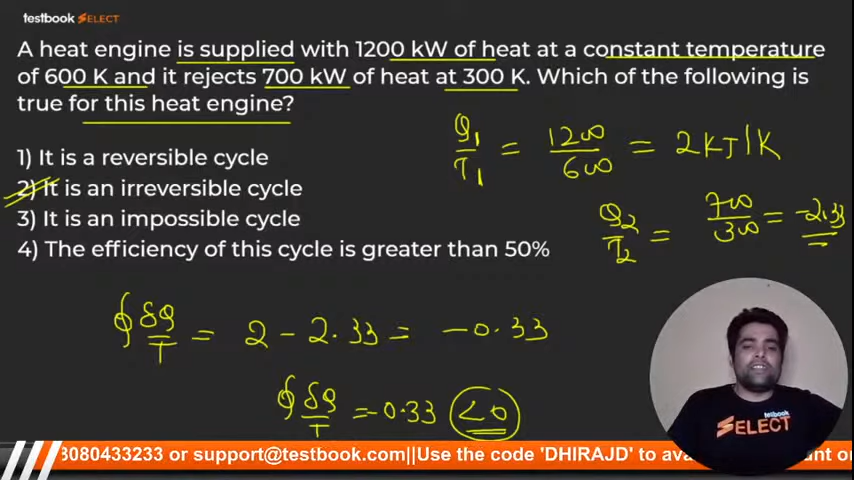 testbook SELECT
A heat engine is supplied with 1200 kW of heat at a constant temperature
of 600 K and it rejects 700 kW of heat at 300 K. Which of the following is
true for this heat engine?
Q1/T1 = 1200/600 = 2 KJ/K
1) It is a reversible cycle
2) It is an irreversible cycle
3) It is an impossible cycle
4) The efficiency of this cycle is greater than 50%
Q2/T2 = 700/300 = -2.33
∮ δQ/T = 2 - 2.33 = -0.33
∮ δQ/T = -0.33 <0
testbook
SELECT
8080433233 or support@testbook.com||Use the code 'DHIRAJD' to